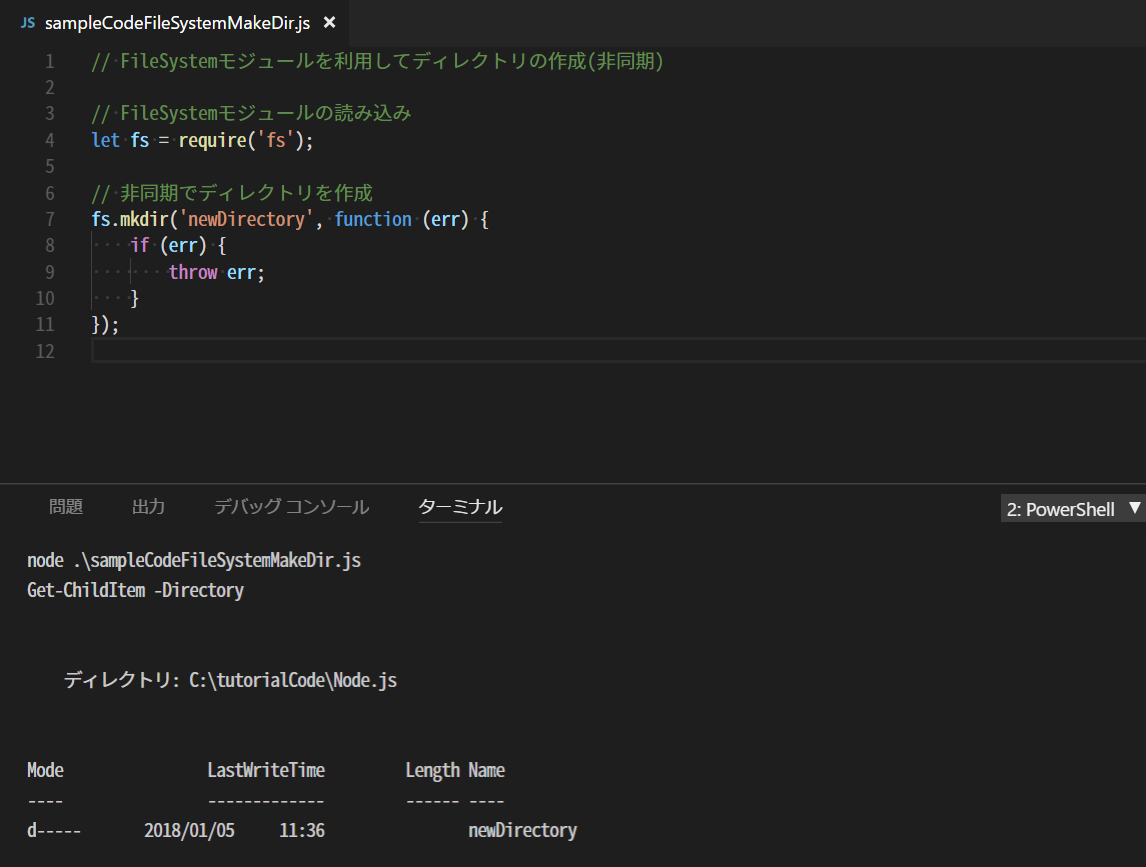 JS sampleCodeFileSystemMakeDir.js ×
1 // FileSystemモジュールを利用してディレクトリの作成(非同期)
2
3 // FileSystemモジュールの読み込み
4 let fs = require('fs');
5
6 // 非同期でディレクトリを作成
7 fs.mkdir('newDirectory', function (err) {
8     if (err) {
9         throw err;
10     }
11 });
12
問題 出力 デバッグ コンソール ターミナル 2: PowerShell ▼
node .\sampleCodeFileSystemMakeDir.js
Get-ChildItem -Directory
ディレクトリ: C:\tutorialCode\Node.js
Mode LastWriteTime Length Name
---- ------------- ------ ----
d----- 2018/01/05 11:36 newDirectory